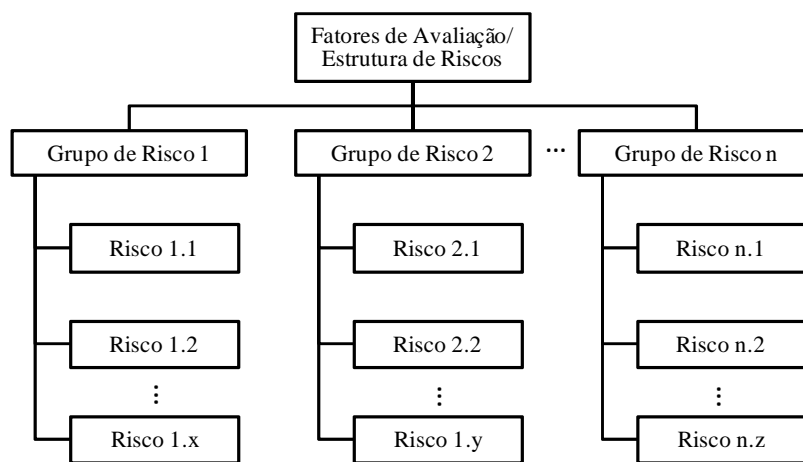 Fatores de Avaliação/
Estrutura de Riscos
Grupo de Risco 1
Grupo de Risco 2
...
Grupo de Risco n
Risco 1.1
Risco 2.1
Risco n.1
Risco 1.2
Risco 2.2
Risco n.2
⋮
⋮
⋮
Risco 1.x
Risco 1.y
Risco n.z